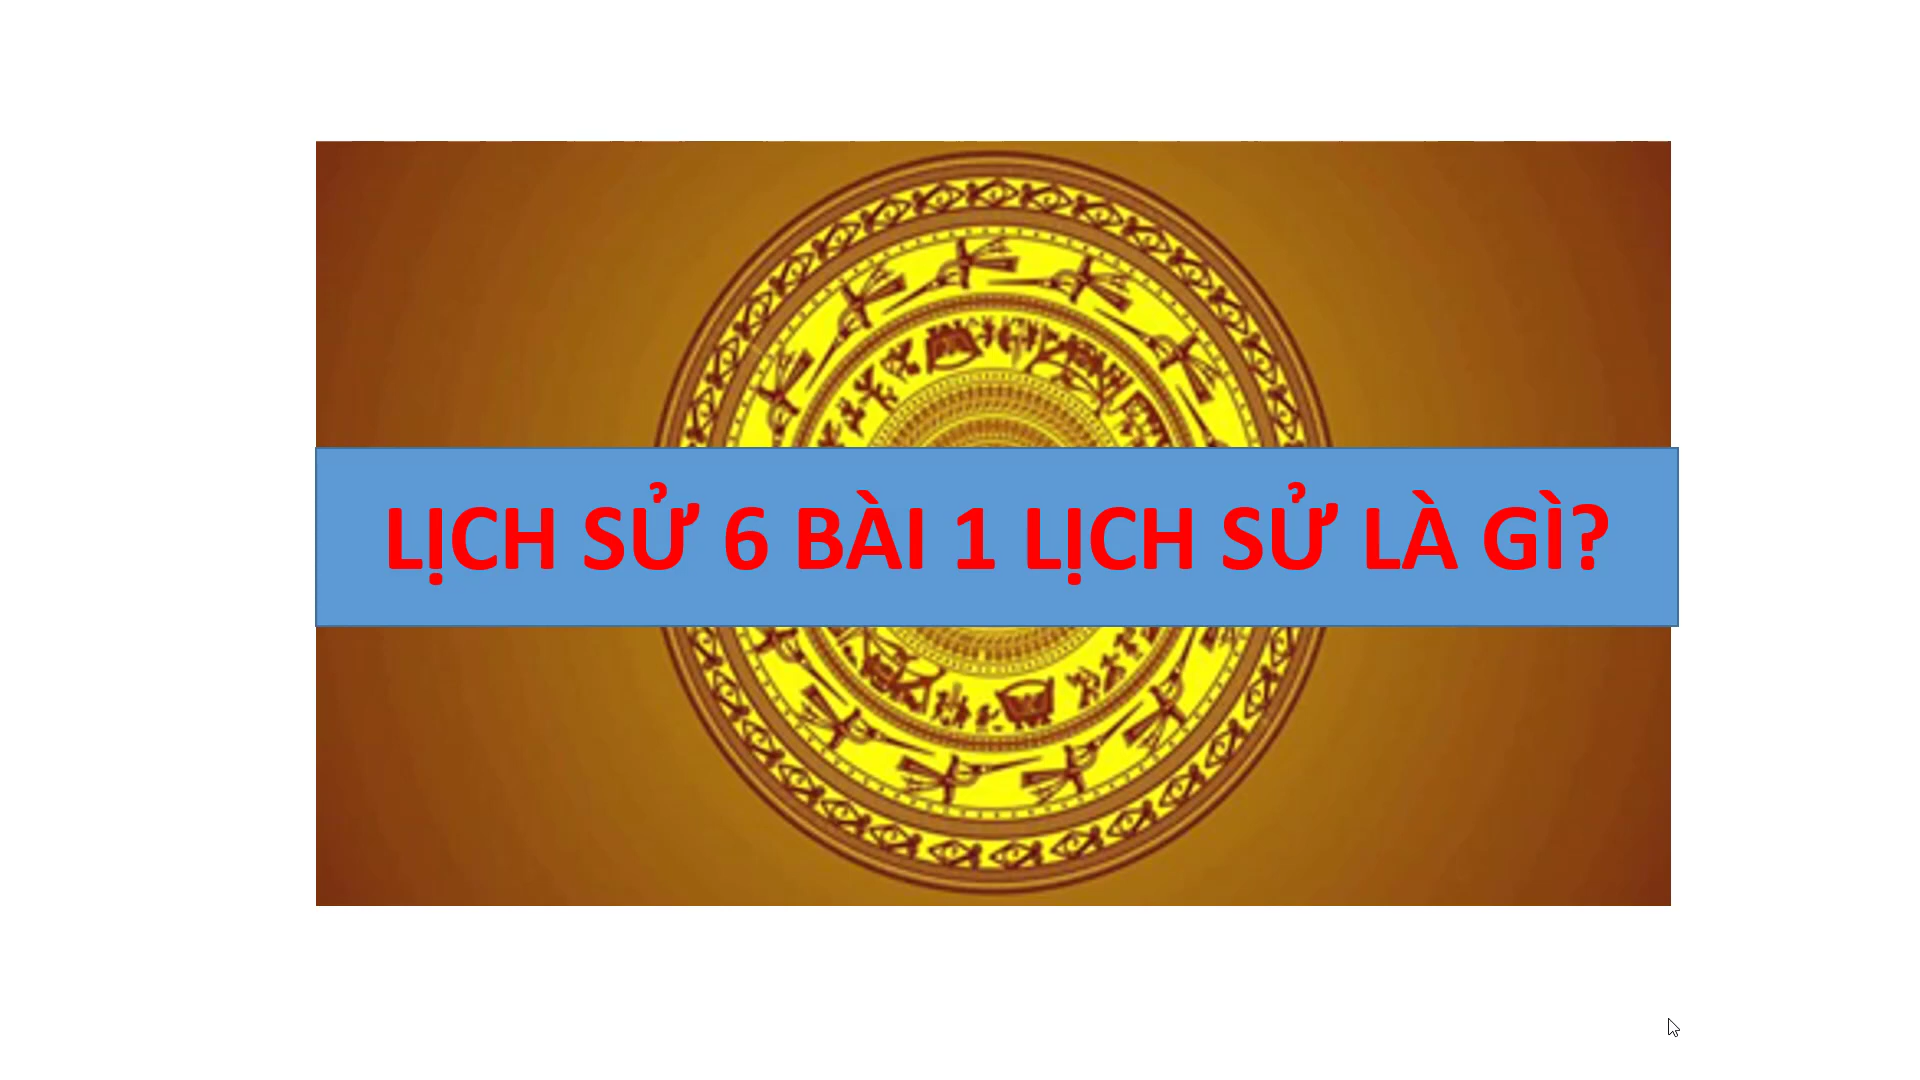 LỊCH SỬ 6 BÀI 1 LỊCH SỬ LÀ GÌ?